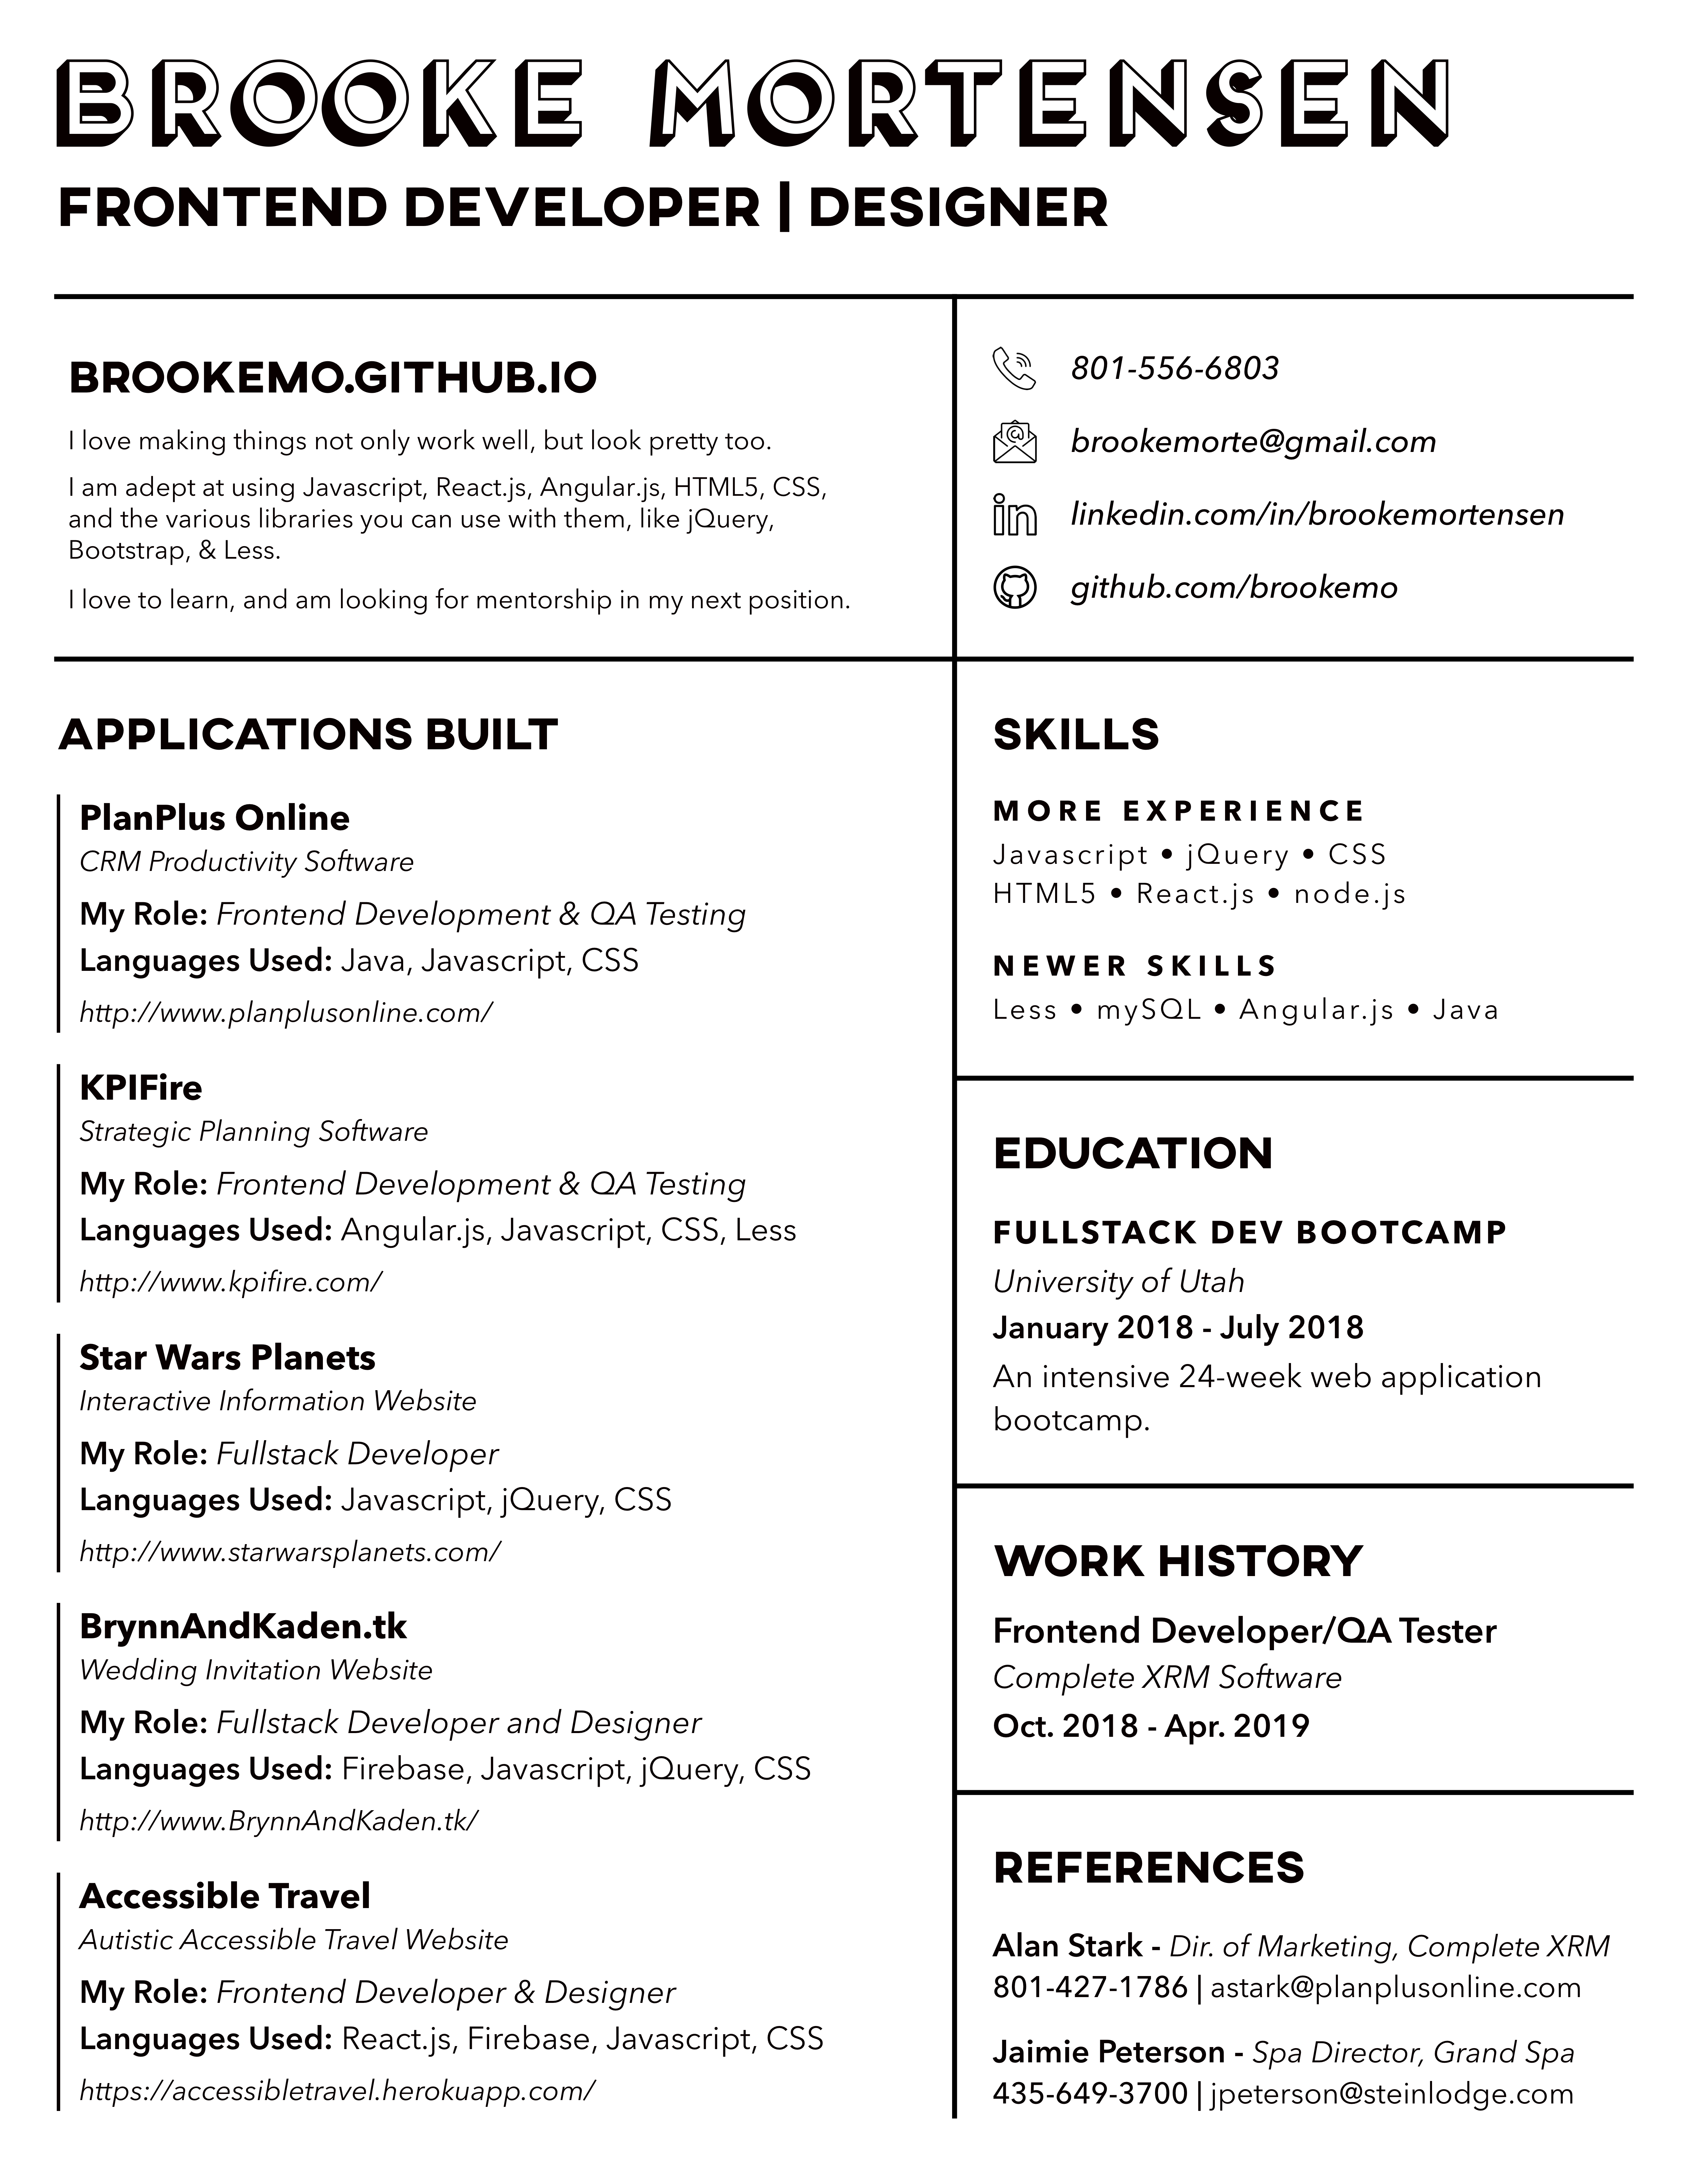 BROOKE MORTENSEN
FRONTEND DEVELOPER | DESIGNER
BROOKEMO.GITHUB.IO
I love making things not only work well, but look pretty too.
I am adept at using Javascript, React.js, Angular.js, HTML5, CSS,
and the various libraries you can use with them, like jQuery,
Bootstrap, & Less.
I love to learn, and am looking for mentorship in my next position.
801-556-6803
brookemorte@gmail.com
linkedin.com/in/brookemortensen
github.com/brookemo
APPLICATIONS BUILT
PlanPlus Online
CRM Productivity Software
My Role: Frontend Development & QA Testing
Languages Used: Java, Javascript, CSS
http://www.planplusonline.com/
KPIFire
Strategic Planning Software
My Role: Frontend Development & QA Testing
Languages Used: Angular.js, Javascript, CSS, Less
http://www.kpifire.com/
Star Wars Planets
Interactive Information Website
My Role: Fullstack Developer
Languages Used: Javascript, jQuery, CSS
http://www.starwarsplanets.com/
BrynnAndKaden.tk
Wedding Invitation Website
My Role: Fullstack Developer and Designer
Languages Used: Firebase, Javascript, jQuery, CSS
http://www.BrynnAndKaden.tk/
Accessible Travel
Autistic Accessible Travel Website
My Role: Frontend Developer & Designer
Languages Used: React.js, Firebase, Javascript, CSS
https://accessibletravel.herokuapp.com/
SKILLS
MORE EXPERIENCE
Javascript • jQuery • CSS
HTML5 • React.js • node.js
NEWER SKILLS
Less • mySQL • Angular.js • Java
EDUCATION
FULLSTACK DEV BOOTCAMP
University of Utah
January 2018 - July 2018
An intensive 24-week web application
bootcamp.
WORK HISTORY
Frontend Developer/QA Tester
Complete XRM Software
Oct. 2018 - Apr. 2019
REFERENCES
Alan Stark - Dir. of Marketing, Complete XRM
801-427-1786 | astark@planplusonline.com
Jaimie Peterson - Spa Director, Grand Spa
435-649-3700 | jpeterson@steinlodge.com